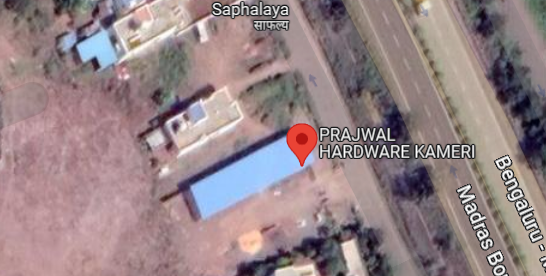 Saphalaya
साफल्य
PRAJWAL
HARDWARE KAMERI
Bengaluru -
Madras Bo